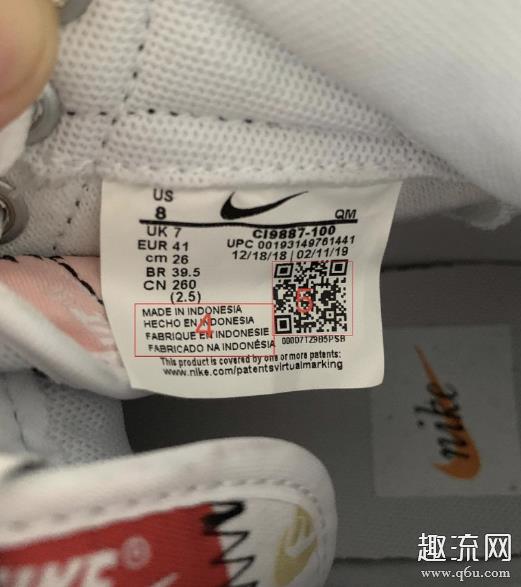 US
8
QM
UK 7
CI9887-100
EUR 41
UPC 00193149761441
cm 26
12/18/18 | 02/11/19
BR 39.5
CN 260
(2.5)
MADE IN INDONESIA
HECHO EN INDONESIA
FABRIQUE EN INDONESIE
FABRICADO NA INDONÉSIA
4
5
00007TZ9B5PSB
This product is covered by one or more patents:
www.nike.com/patentsvirtualmarking
nike
NIKE
®
趣流网
www.q6u.com